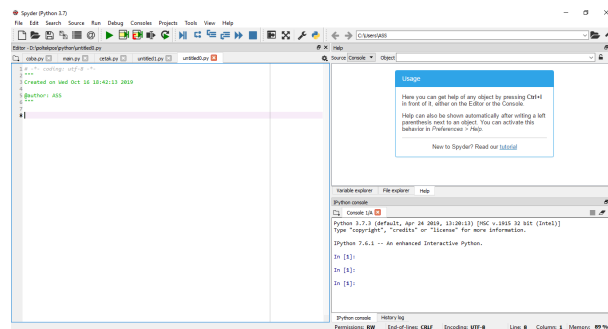 Spyder (Python 3.7)
File Edit Search Source Run Debug Consoles Projects Tools View Help
C:\Users\ASS
Editor - D:\poltekpos\python\untitled0.py
Help
coba.py main.py cetak.py untitled1.py untitled0.py
Source Console Object
1 # -*- coding: utf-8 -*-
2 """
3 Created on Wed Oct 16 18:42:13 2019
4
5 @author: ASS
6 """
7
8
Usage
Here you can get help of any object by pressing Ctrl+I
in front of it, either on the Editor or the Console.
Help can also be shown automatically after writing a left
parenthesis next to an object. You can activate this
behavior in Preferences > Help.
New to Spyder? Read our tutorial
Variable explorer File explorer Help
IPython console
Console 1/A
Python 3.7.3 (default, Apr 24 2019, 13:20:13) [MSC v.1915 32 bit (Intel)]
Type "copyright", "credits" or "license" for more information.
IPython 7.6.1 -- An enhanced Interactive Python.
In [1]:
In [1]:
In [1]:
IPython console History log
Permissions: RW End-of-lines: CRLF Encoding: UTF-8 Line: 8 Column: 1 Memory: 89 %